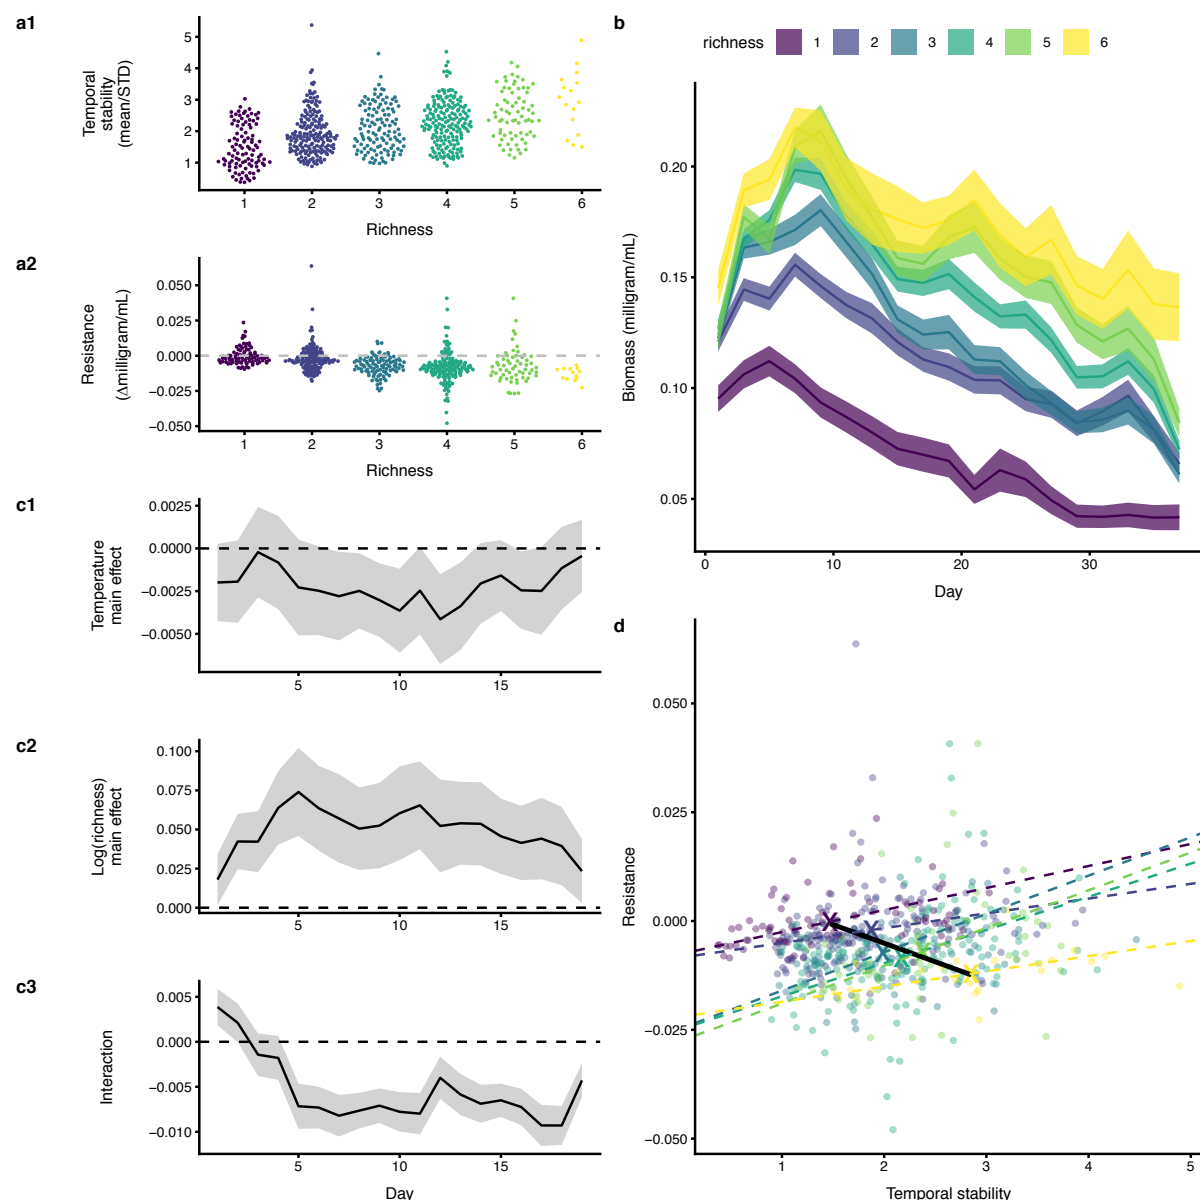 a1
Temporal
stability
(mean/STD)
5
4
3
2
1
1 2 3 4 5 6
Richness
a2
Resistance
(Δmilligram/mL)
0.050
0.025
0.000
−0.025
−0.050
1 2 3 4 5 6
Richness
c1
Temperature
main effect
0.0025
0.0000
−0.0025
−0.0050
5 10 15
c2
Log(richness)
main effect
0.100
0.075
0.050
0.025
0.000
5 10 15
c3
Interaction
0.005
0.000
−0.005
−0.010
5 10 15
Day
b
richness 1 2 3 4 5 6
Biomass (milligram/mL)
0.20
0.15
0.10
0.05
0 10 20 30
Day
d
Resistance
0.050
0.025
0.000
−0.025
−0.050
1 2 3 4 5
Temporal stability